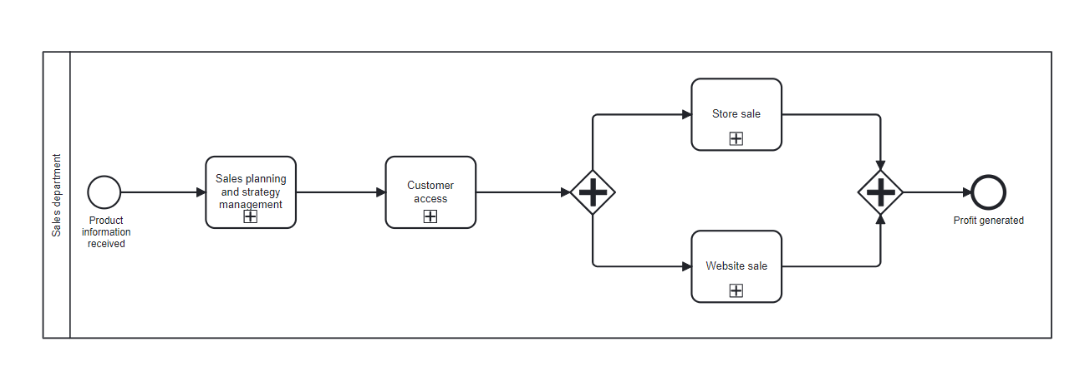 Sales department
Product
information
received
Sales planning
and strategy
management
Customer
access
Store sale
Website sale
Profit generated